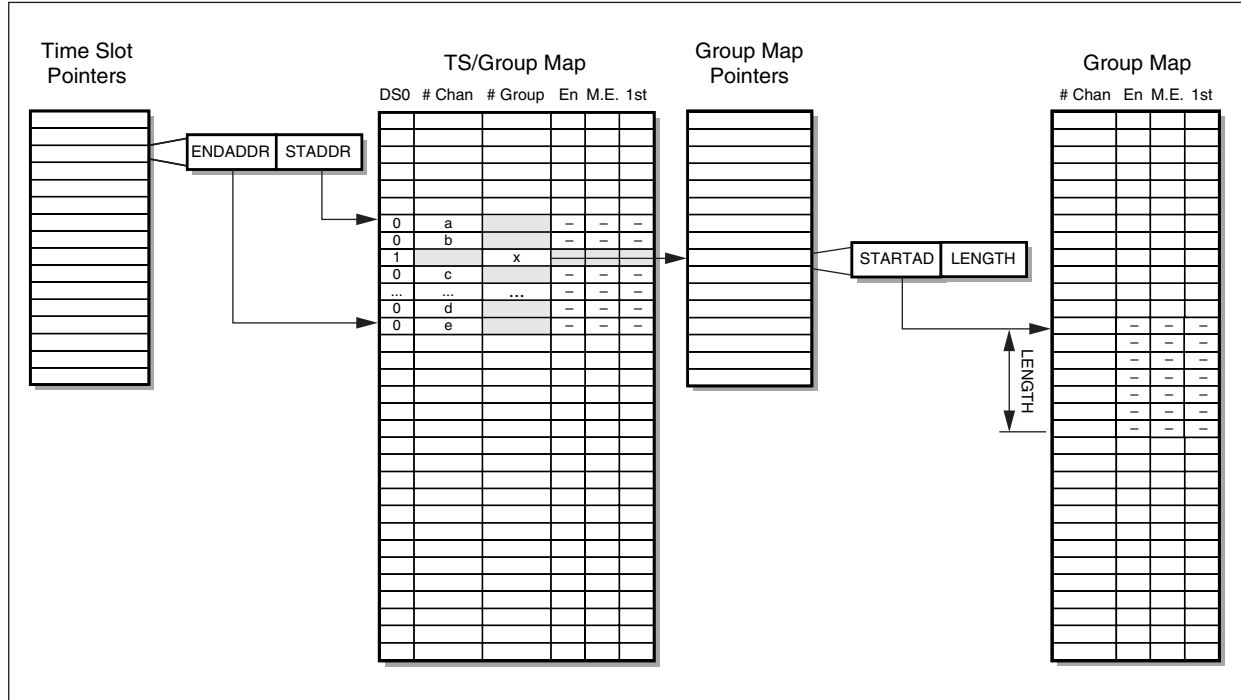 Time Slot
Pointers
TS/Group Map
Group Map
Pointers
Group Map
DS0 # Chan # Group En M.E. 1st
# Chan En M.E. 1st
ENDADDR STADDR
0 a – – –
0 b – – –
1 x
STARTAD LENGTH
0 c – – –
... ... ... – – –
0 d – – –
0 e – – –
– – –
– – –
– – –
– – –
– – –
– – –
– – –
LENGTH